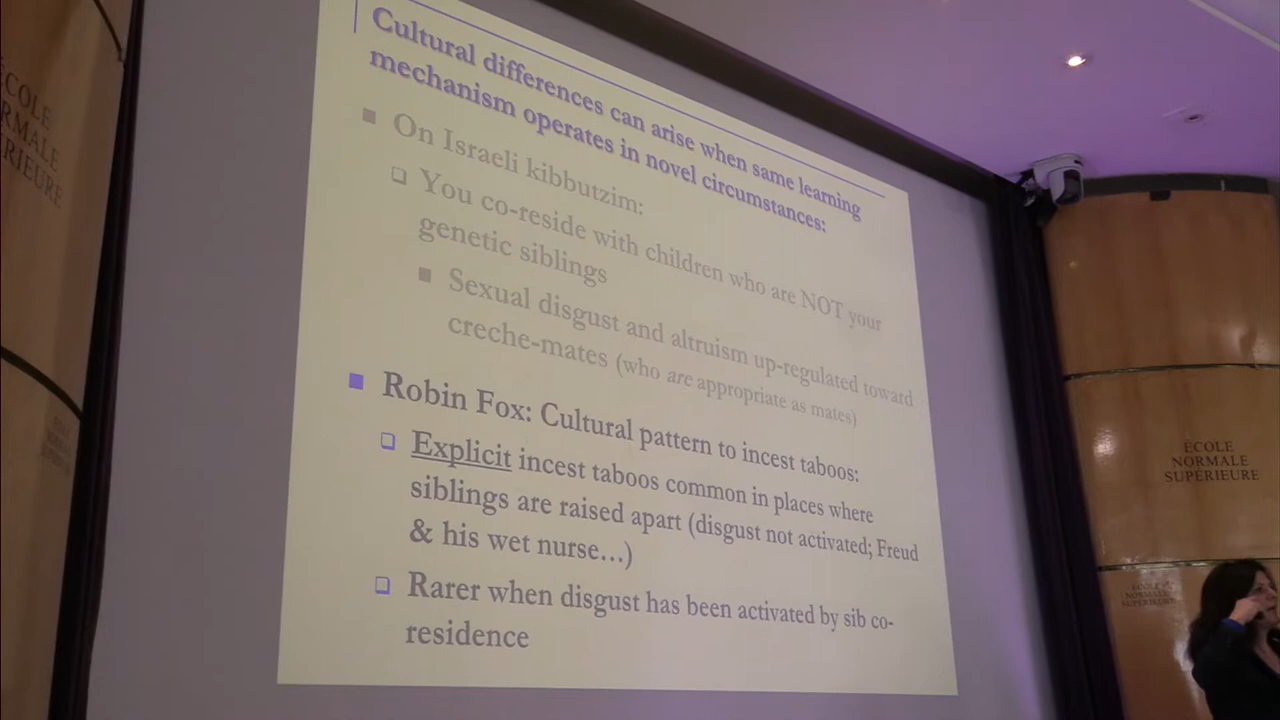 ÉCOLE
NORMALE
Cultural differences can arise when same learning
mechanism operates in novel circumstances:
On Israeli kibbutzim:
You co-reside with children who are NOT your
genetic siblings
Sexual disgust and altruism up-regulated toward
creche-mates (who are appropriate as mates)
Robin Fox: Cultural pattern to incest taboos:
Explicit incest taboos common in places where
siblings are raised apart (disgust not activated; Freud
& his wet nurse...)
Rarer when disgust has been activated by sib co-
residence
ÉCOLE
NORMALE
SUPÉRIEURE